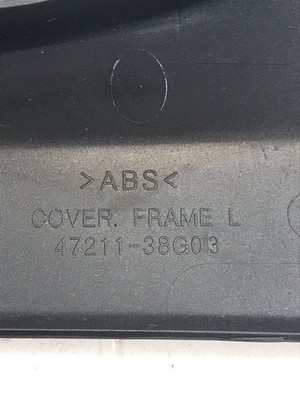 >ABS<
COVER. FRAME L
47211-38G03